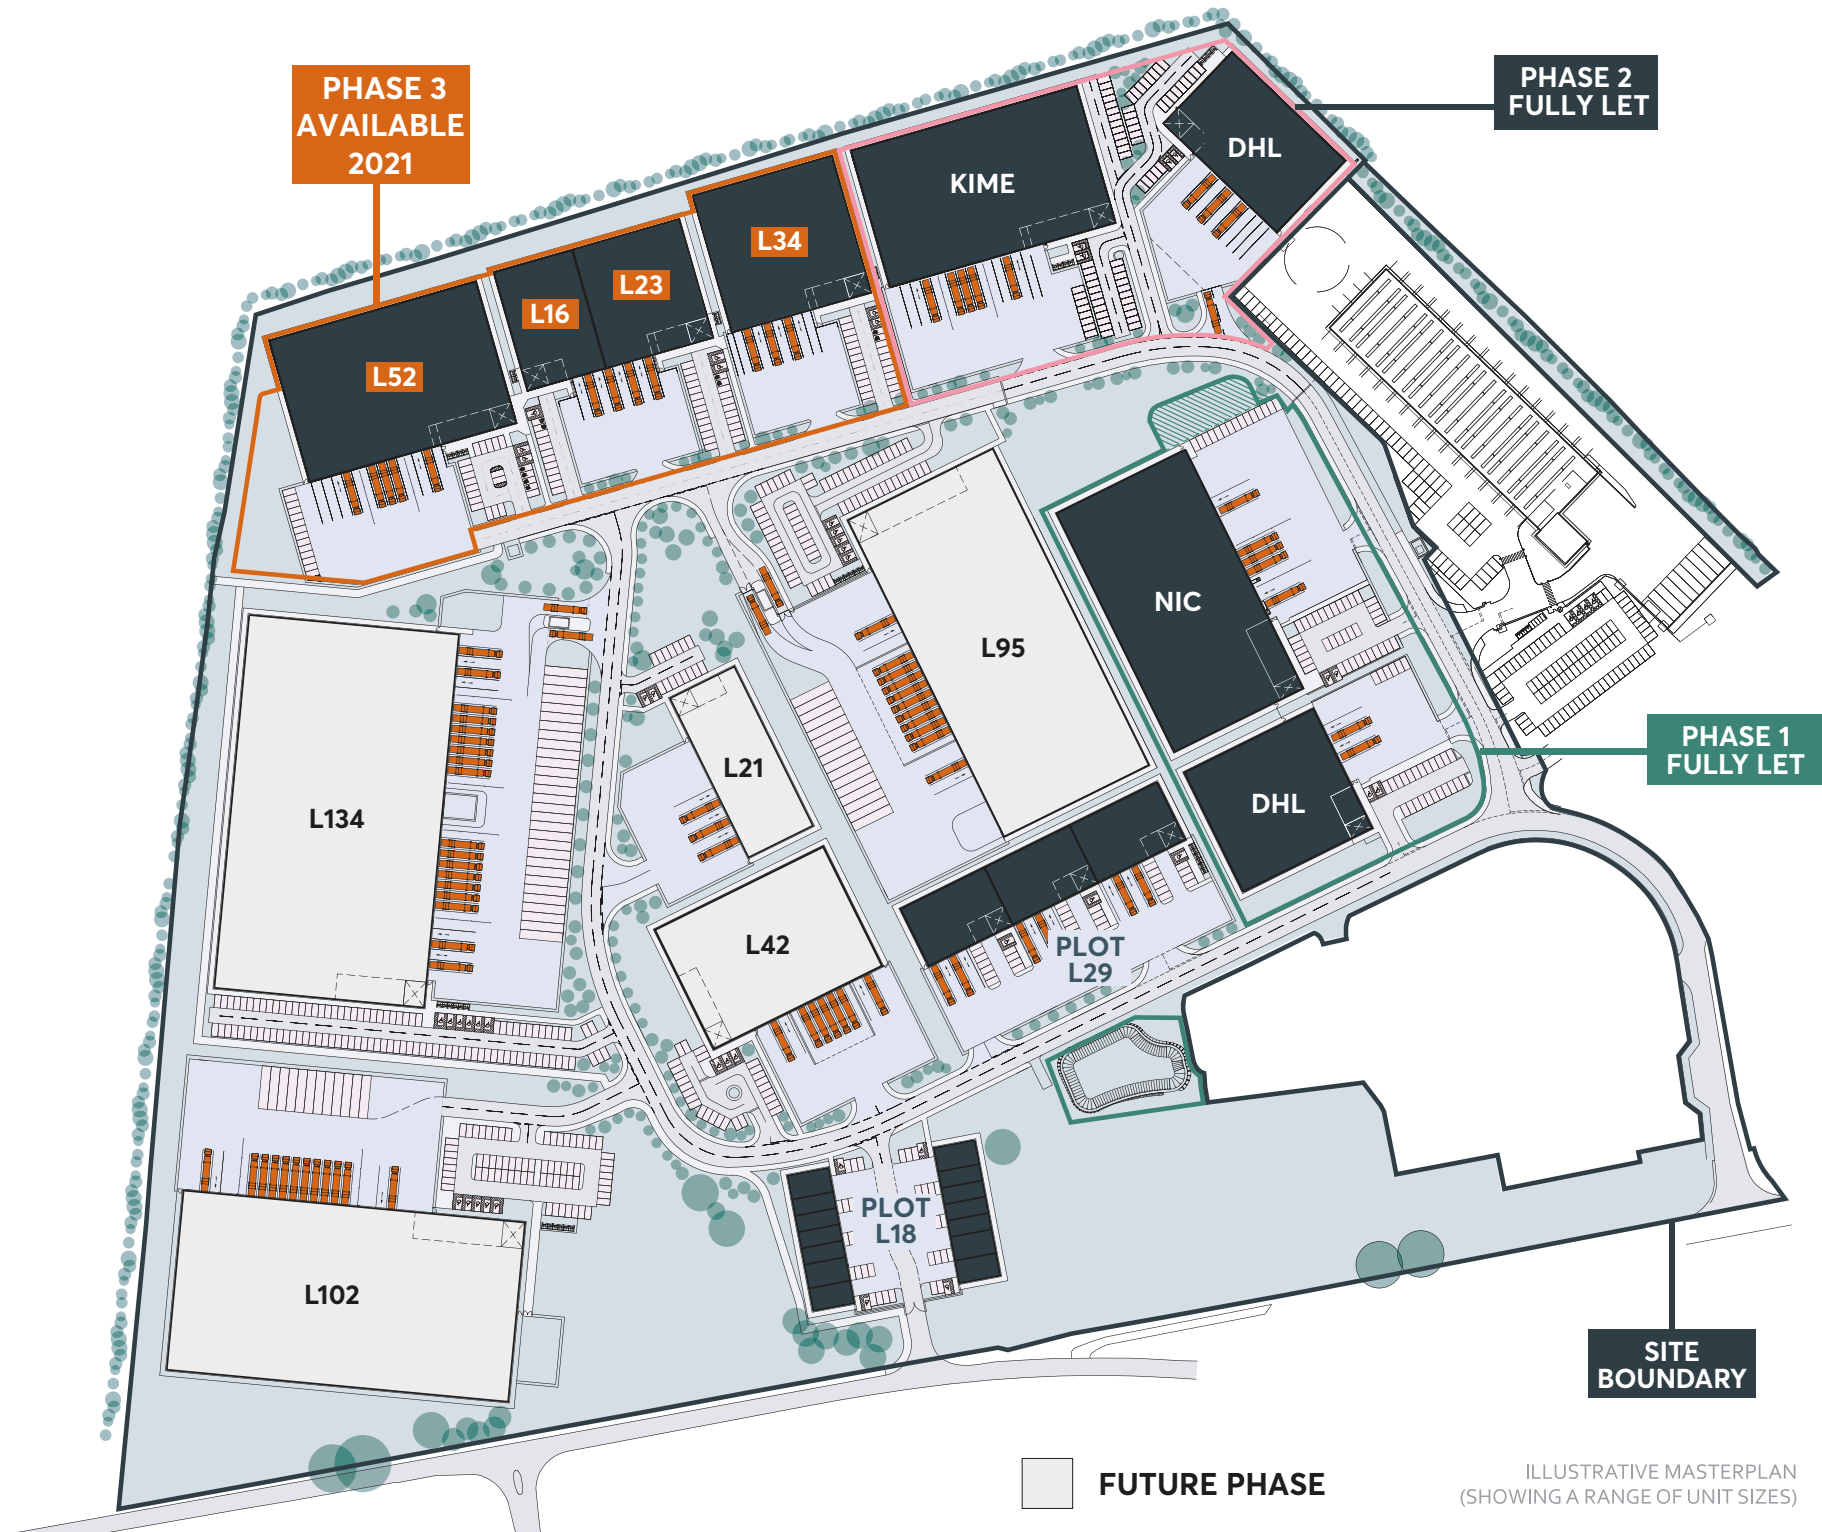 PHASE 3
AVAILABLE
2021
PHASE 2
FULLY LET
DHL
KIME
L34
L23
L16
L52
NIC
L95
PHASE 1
FULLY LET
L21
DHL
L134
L42
PLOT
L29
PLOT
L18
L102
SITE
BOUNDARY
FUTURE PHASE
ILLUSTRATIVE MASTERPLAN
(SHOWING A RANGE OF UNIT SIZES)